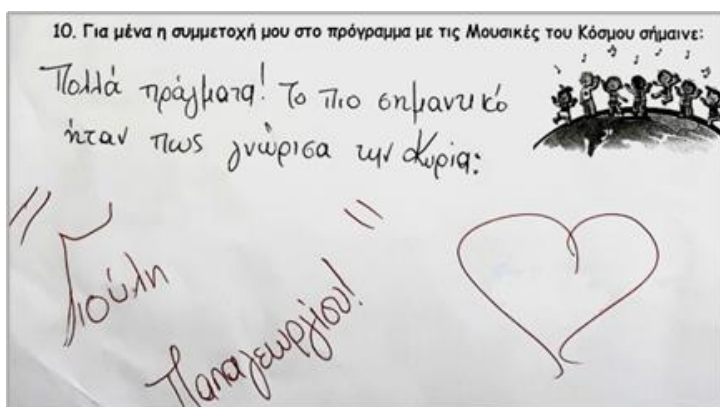 10. Για μένα η συμμετοχή μου στο πρόγραμμα με τις Μουσικές του Κόσμου σήμαινε:
Πολλά πράγματα! Το πιο σημαντικό
ήταν πως γνώρισα την Κυρία:
"Γιούλη
Παπαγεωργίου!"